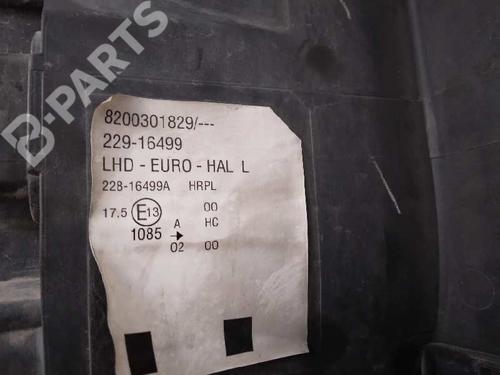 B-PARTS
8200301829/---
229-16499
LHD - EURO - HAL L
228-16499A HRPL
17.5 E13 00
A HC
1085 → 02 00